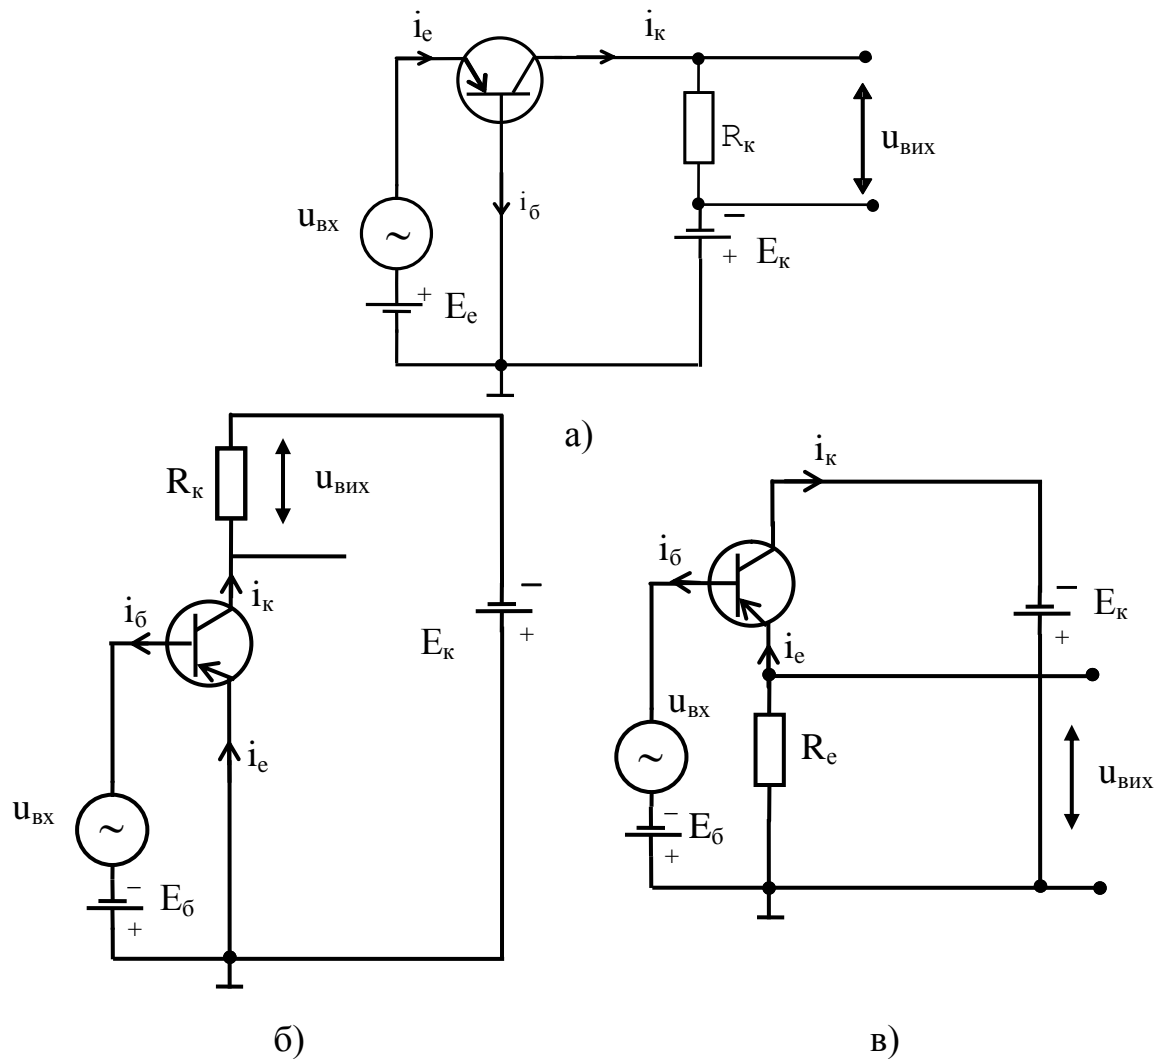 iе
iк
Rк
uвих
iб
uвх
−
+
Eк
~
+
Eе
а)
Rк
uвих
iк
iб
−
Eк
+
iе
uвх
~
−
Eб
+
б)
iк
iб
−
Eк
+
iе
uвх
Rе
~
uвих
−
Eб
+
в)